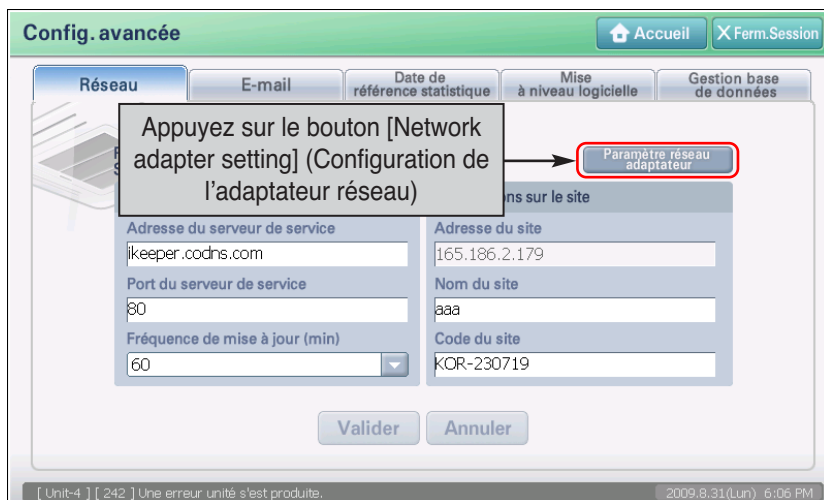 Config. avancée
Accueil
X Ferm.Session
Réseau
E-mail
Date de
référence statistique
Mise
à niveau logicielle
Gestion base
de données
Appuyez sur le bouton [Network
adapter setting] (Configuration de
l'adaptateur réseau)
Paramètre réseau
adaptateur
sur le site
Adresse du serveur de service
ikeeper.codns.com
Port du serveur de service
80
Fréquence de mise à jour (min)
60
Adresse du site
165.186.2.179
Nom du site
aaa
Code du site
KOR-230719
Valider
Annuler
[ Unit-4 ] [ 242 ] Une erreur unité s'est produite.
2009.8.31(Lun) 6:06 PM